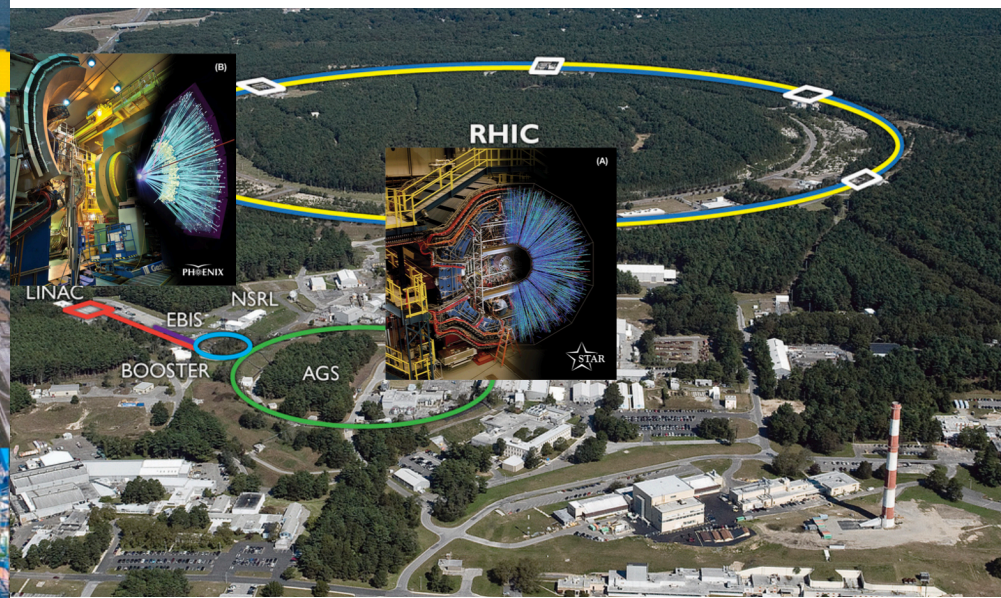 (B)
RHIC
(A)
PHENIX
LINAC
NSRL
EBIS
BOOSTER
AGS
STAR